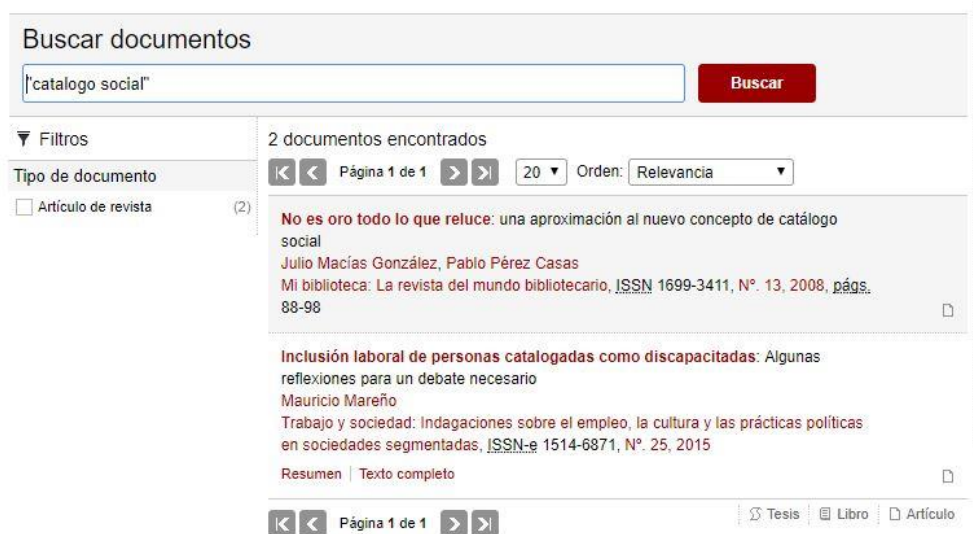 Buscar documentos
"catalogo social"
Buscar
Filtros
Tipo de documento
Artículo de revista (2)
2 documentos encontrados
Página 1 de 1 20 Orden: Relevancia
No es oro todo lo que reluce: una aproximación al nuevo concepto de catálogo
social
Julio Macías González, Pablo Pérez Casas
Mi biblioteca: La revista del mundo bibliotecario, ISSN 1699-3411, Nº. 13, 2008, págs.
88-98
Inclusión laboral de personas catalogadas como discapacitadas: Algunas
reflexiones para un debate necesario
Mauricio Mareño
Trabajo y sociedad: Indagaciones sobre el empleo, la cultura y las prácticas políticas
en sociedades segmentadas, ISSN-e 1514-6871, Nº. 25, 2015
Resumen | Texto completo
Página 1 de 1
Tesis Libro Artículo